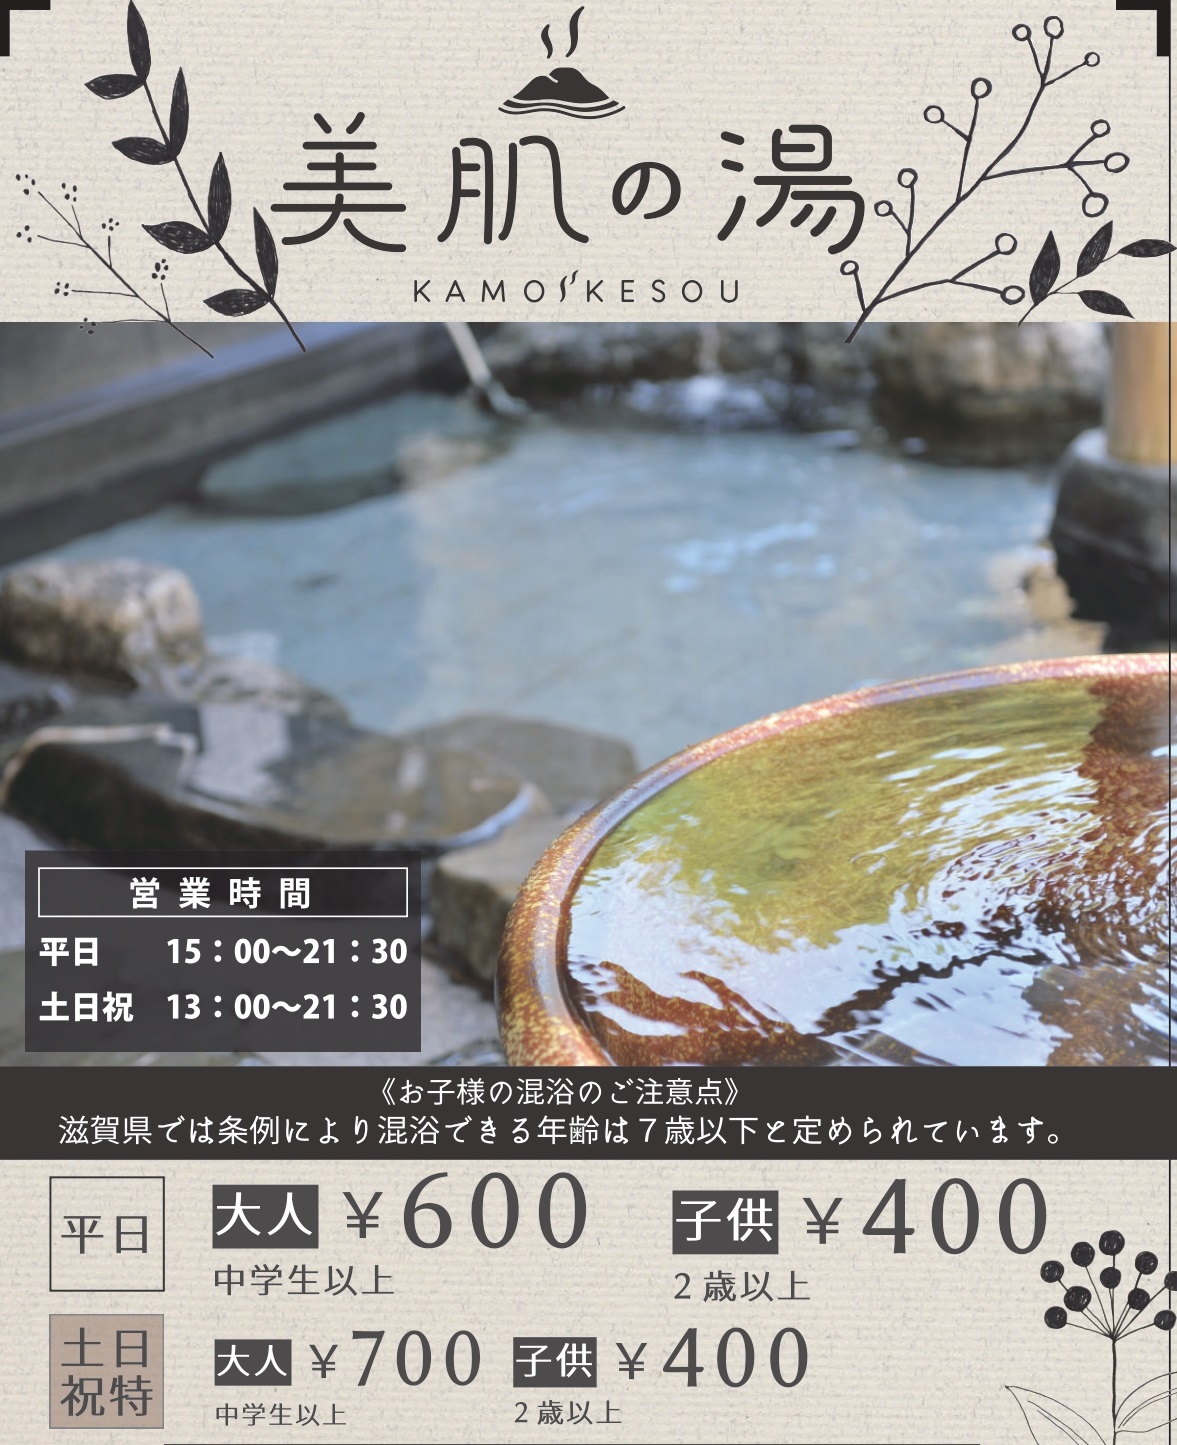 美肌の湯
KAMO KESOU
営業時間
平日 15：00～21：30
土日祝 13：00～21：30
《お子様の混浴のご注意点》
滋賀県では条例により混浴できる年齢は７歳以下と定められています。
平日
大人 ￥600
中学生以上
子供 ￥400
2歳以上
土日
祝特
大人 ￥700
中学生以上
子供 ￥400
2歳以上